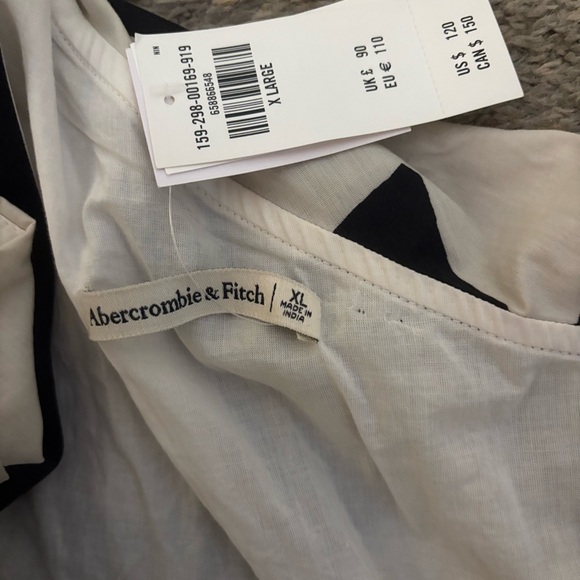 159-298-00169-919
658866548
X LARGE
UK £ 90
EU € 110
US $ 120
CAN $ 150
Abercrombie & Fitch
XL
MADE IN
INDIA